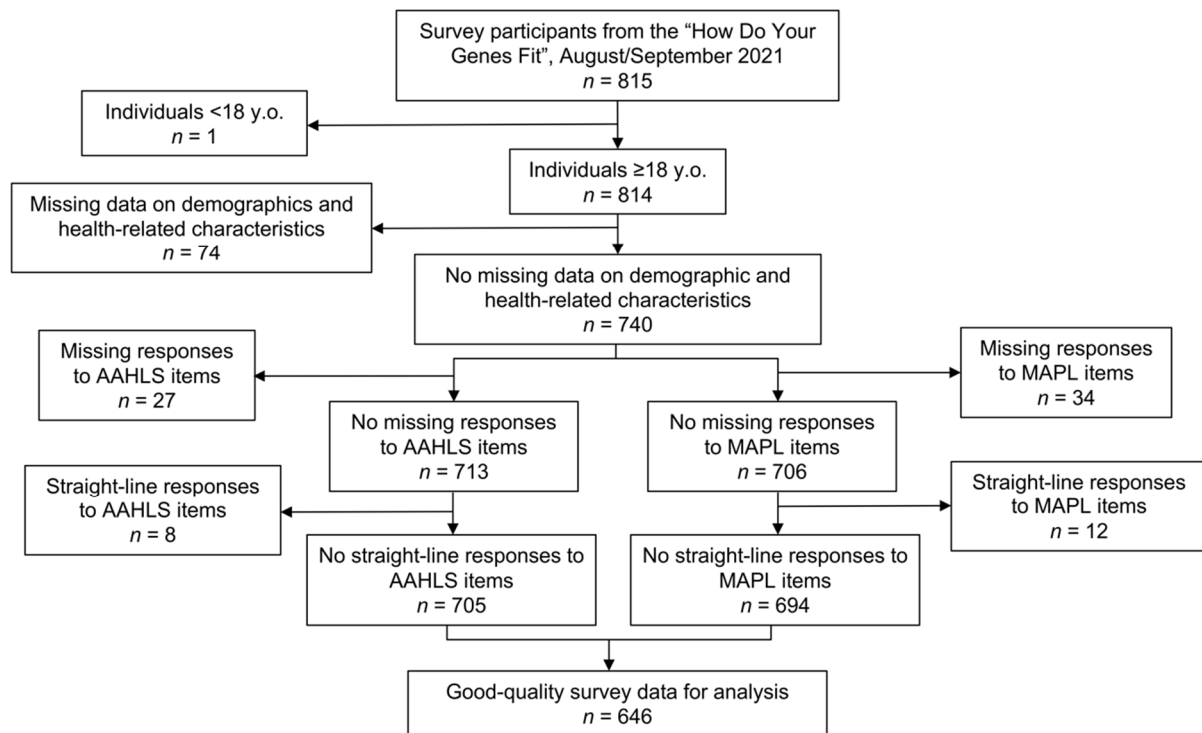 Survey participants from the “How Do Your
Genes Fit”, August/September 2021
n = 815
Individuals <18 y.o.
n = 1
Individuals ≥18 y.o.
n = 814
Missing data on demographics and
health-related characteristics
n = 74
No missing data on demographic and
health-related characteristics
n = 740
Missing responses
to AAHLS items
n = 27
Missing responses
to MAPL items
n = 34
No missing responses
to AAHLS items
n = 713
No missing responses
to MAPL items
n = 706
Straight-line responses
to AAHLS items
n = 8
Straight-line responses
to MAPL items
n = 12
No straight-line responses to
AAHLS items
n = 705
No straight-line responses to
MAPL items
n = 694
Good-quality survey data for analysis
n = 646